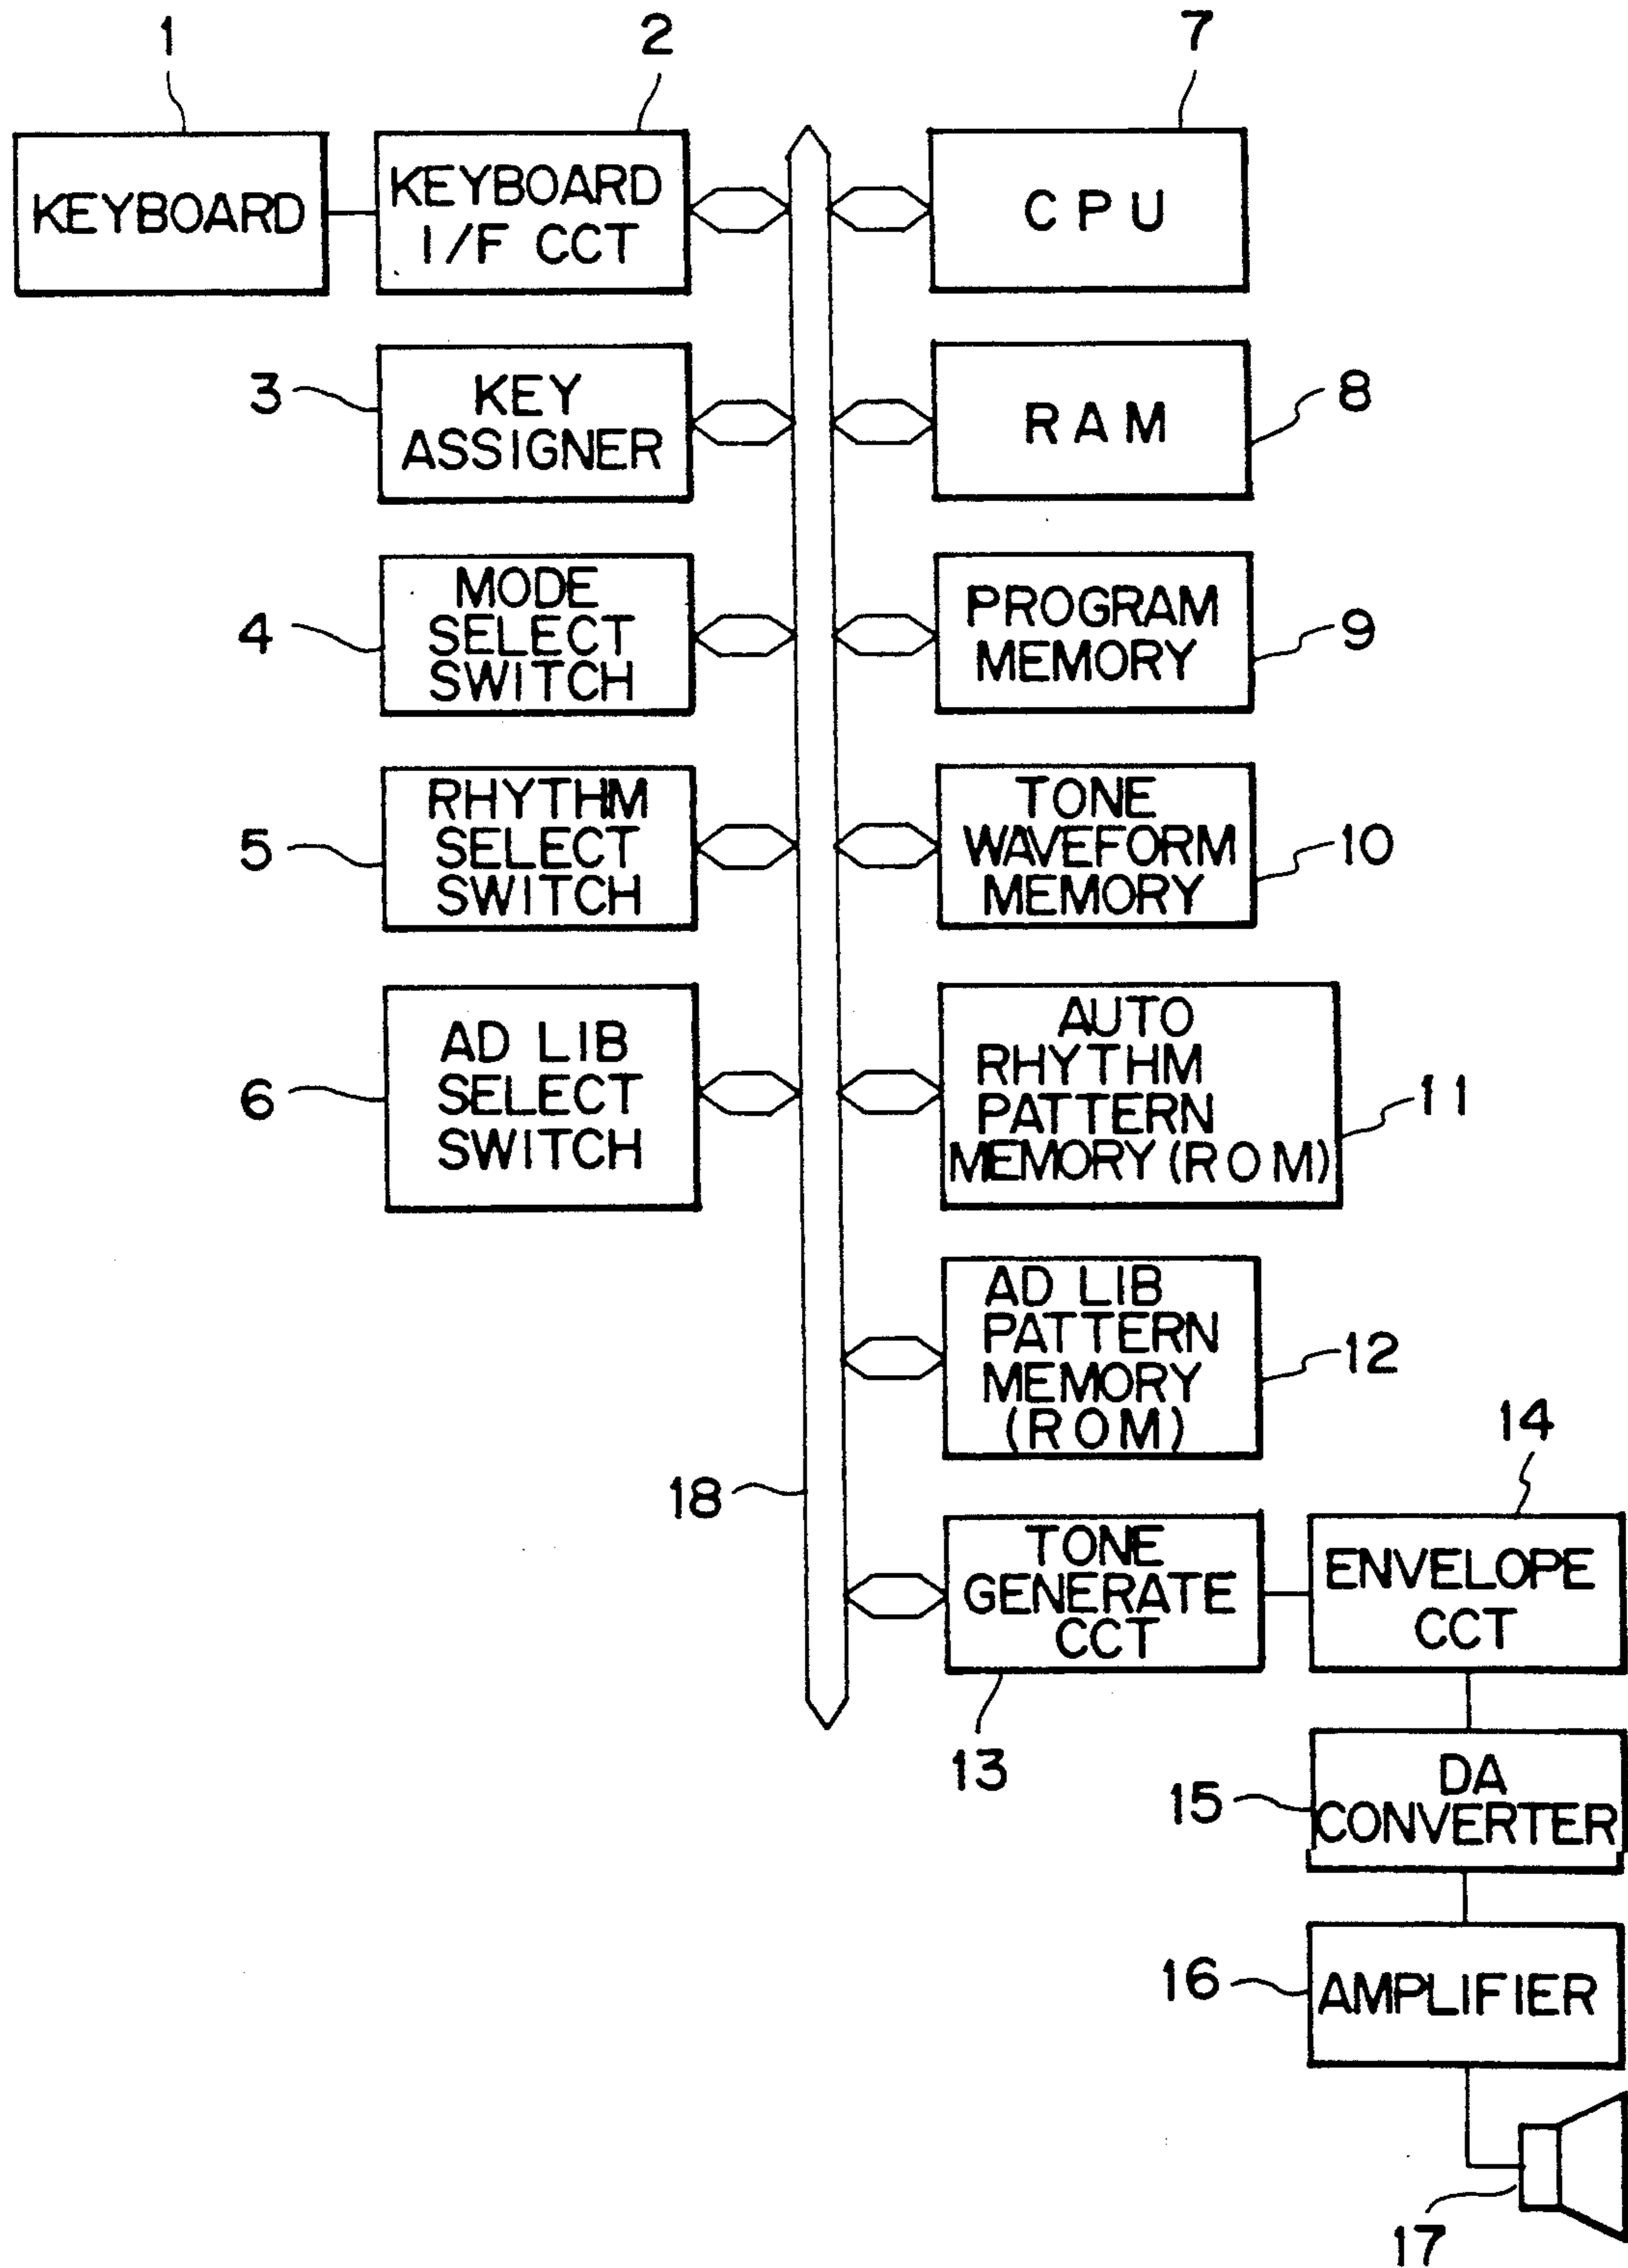 1
2
7
KEYBOARD
KEYBOARD
I/F CCT
CPU
3
KEY
ASSIGNER
RAM
8
4
MODE
SELECT
SWITCH
PROGRAM
MEMORY
9
5
RHYTHM
SELECT
SWITCH
TONE
WAVEFORM
MEMORY
10
6
AD LIB
SELECT
SWITCH
AUTO
RHYTHM
PATTERN
MEMORY (ROM)
11
AD LIB
PATTERN
MEMORY
(ROM)
12
18
14
TONE
GENERATE
CCT
ENVELOPE
CCT
13
15
DA
CONVERTER
16
AMPLIFIER
17